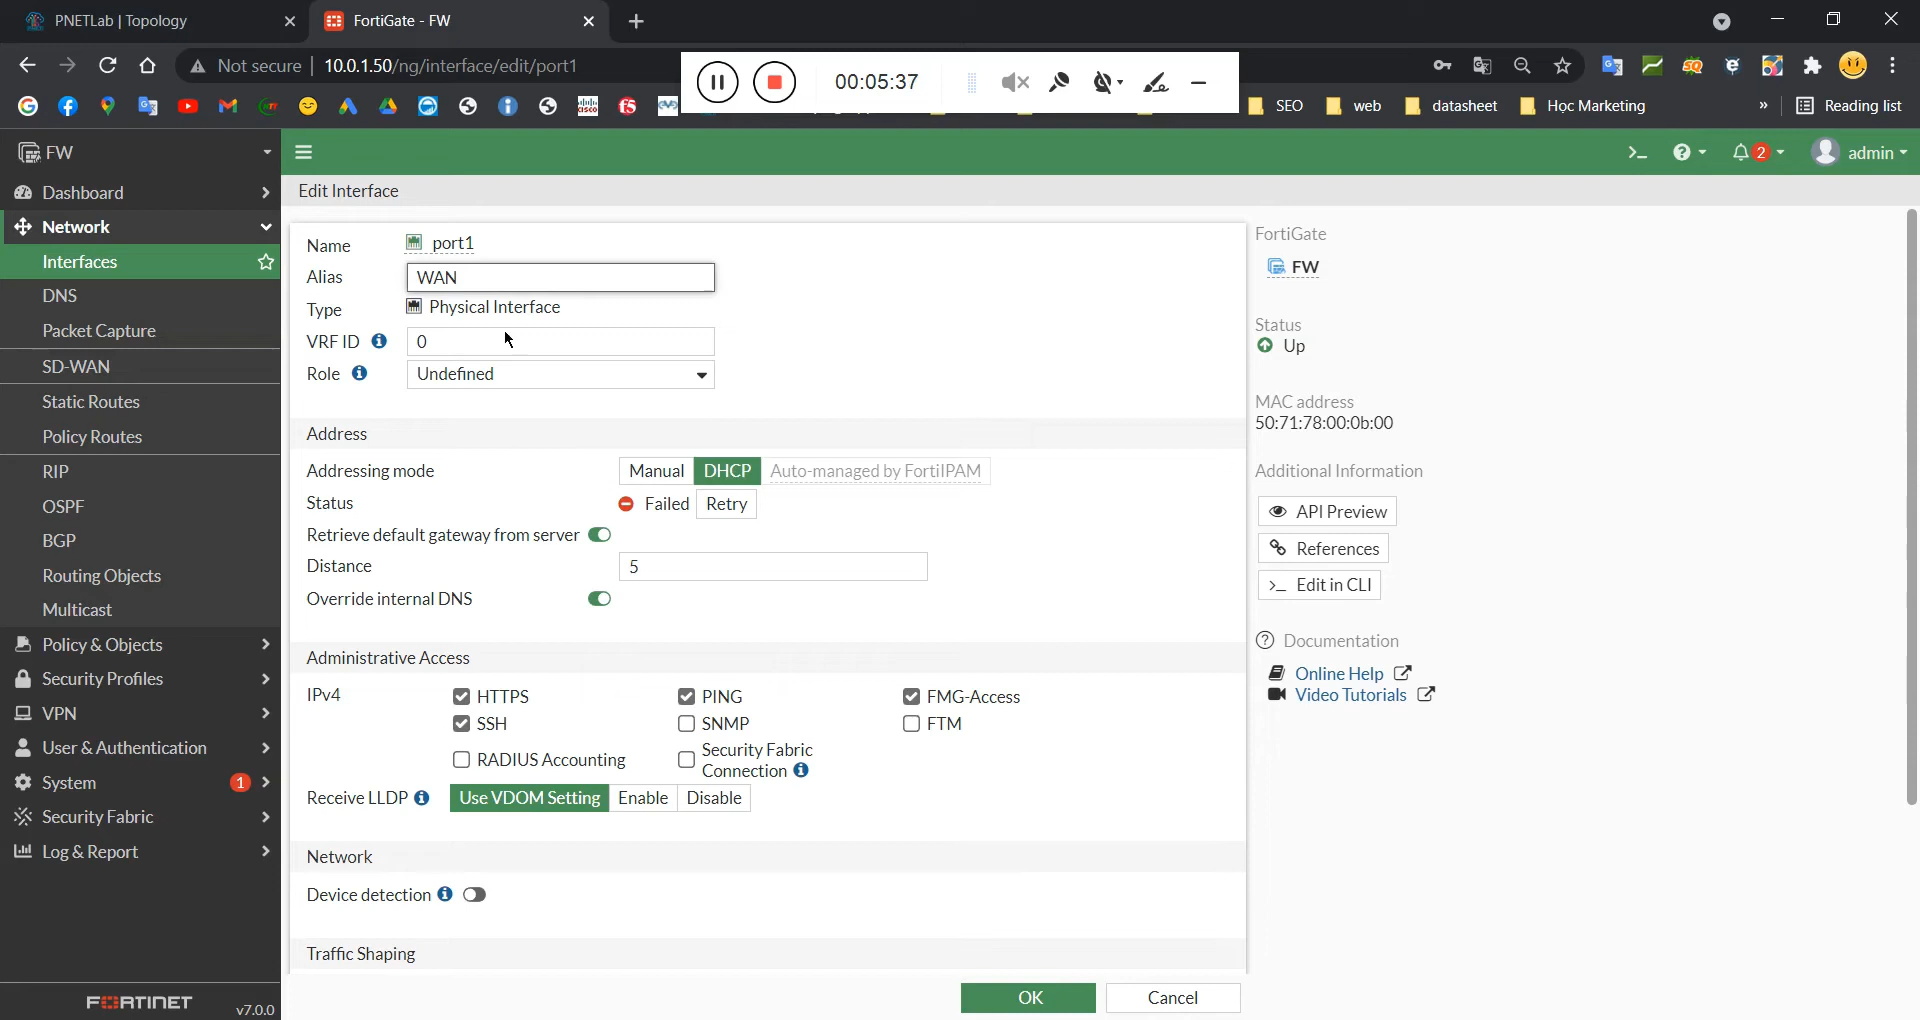 PNETLab | Topology
FortiGate - FW
Not secure
10.0.1.50/ng/interface/edit/port1
00:05:37
SEO
web
datasheet
Học Marketing
»
Reading list
FW
>_
2
admin
Dashboard
Network
Interfaces
DNS
Packet Capture
SD-WAN
Static Routes
Policy Routes
RIP
OSPF
BGP
Routing Objects
Multicast
Policy & Objects
Security Profiles
VPN
User & Authentication
System
1
Security Fabric
Log & Report
FORTINET
v7.0.0
Edit Interface
Name
port1
Alias
WAN
Type
Physical Interface
VRF ID
0
Role
Undefined
Address
Addressing mode
Manual DHCP Auto-managed by FortiIPAM
Status
Failed Retry
Retrieve default gateway from server
Distance
5
Override internal DNS
Administrative Access
IPv4
HTTPS PING FMG-Access
SSH SNMP FTM
RADIUS Accounting
Security Fabric
Connection
Receive LLDP
Use VDOM Setting Enable Disable
Network
Device detection
Traffic Shaping
OK Cancel
FortiGate
FW
Status
Up
MAC address
50:71:78:00:0b:00
Additional Information
API Preview
References
>_ Edit in CLI
Documentation
Online Help
Video Tutorials